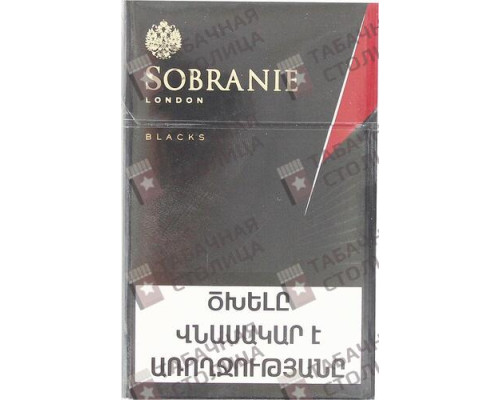 SOBRANIE
LONDON
BLACKS
ԾԽԵԼԸ
ՎՆԱՍԱԿԱՐ Է
ԱՌՈՂՋՈՒԹՅԱՆԸ
ТАБАЧНАЯ
СТОЛИЦА